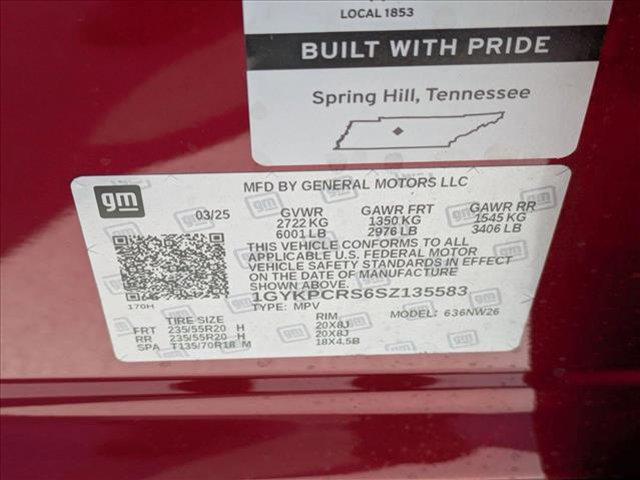 LOCAL 1853
BUILT WITH PRIDE
Spring Hill, Tennessee
gm
MFD BY GENERAL MOTORS LLC
03/25 GVWR GAWR FRT GAWR RR
2722 KG 1350 KG 1545 KG
6001 LB 2976 LB 3406 LB
THIS VEHICLE CONFORMS TO ALL
APPLICABLE U.S. FEDERAL MOTOR
VEHICLE SAFETY STANDARDS IN EFFECT
ON THE DATE OF MANUFACTURE
SHOWN ABOVE.
1GYKPCRS6SZ135583
170H
TYPE: MPV MODEL: 636NW26
TIRE SIZE RIM
FRT 235/55R20 H 20X8J
RR 235/55R20 H 20X8J
SPA T135/70R18 M 18X4.5B